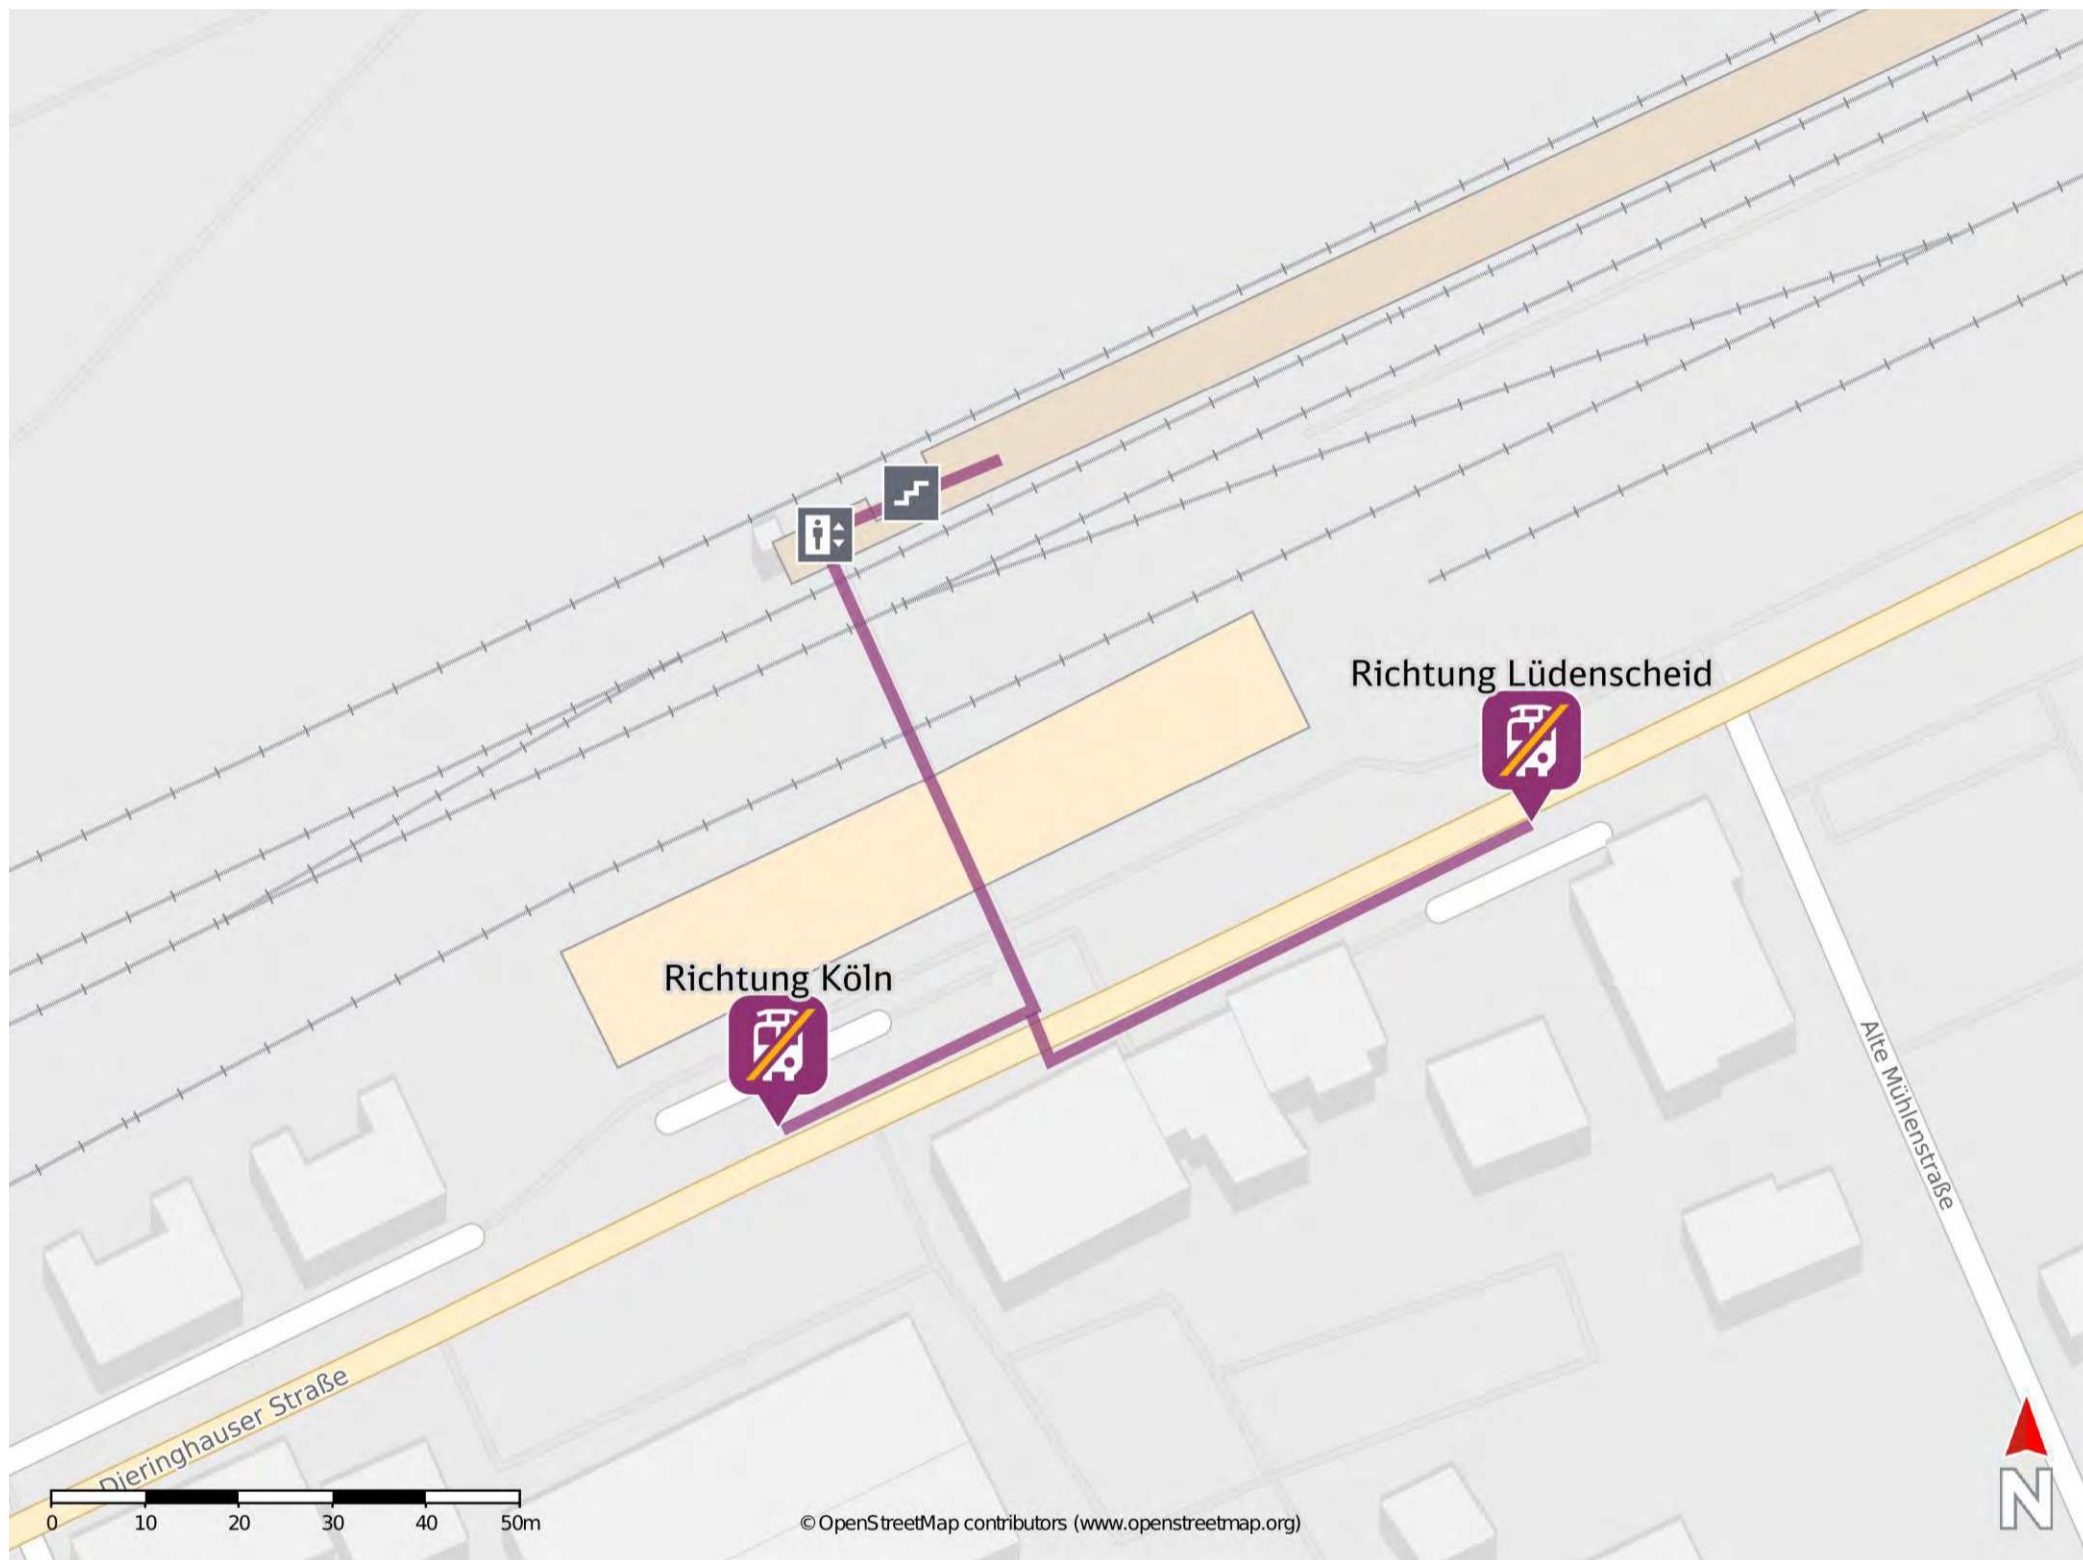 Richtung Lüdenscheid
Richtung Köln
Alte Mühlenstraße
Dieringhauser Straße
0 10 20 30 40 50m
© OpenStreetMap contributors (www.openstreetmap.org)
N